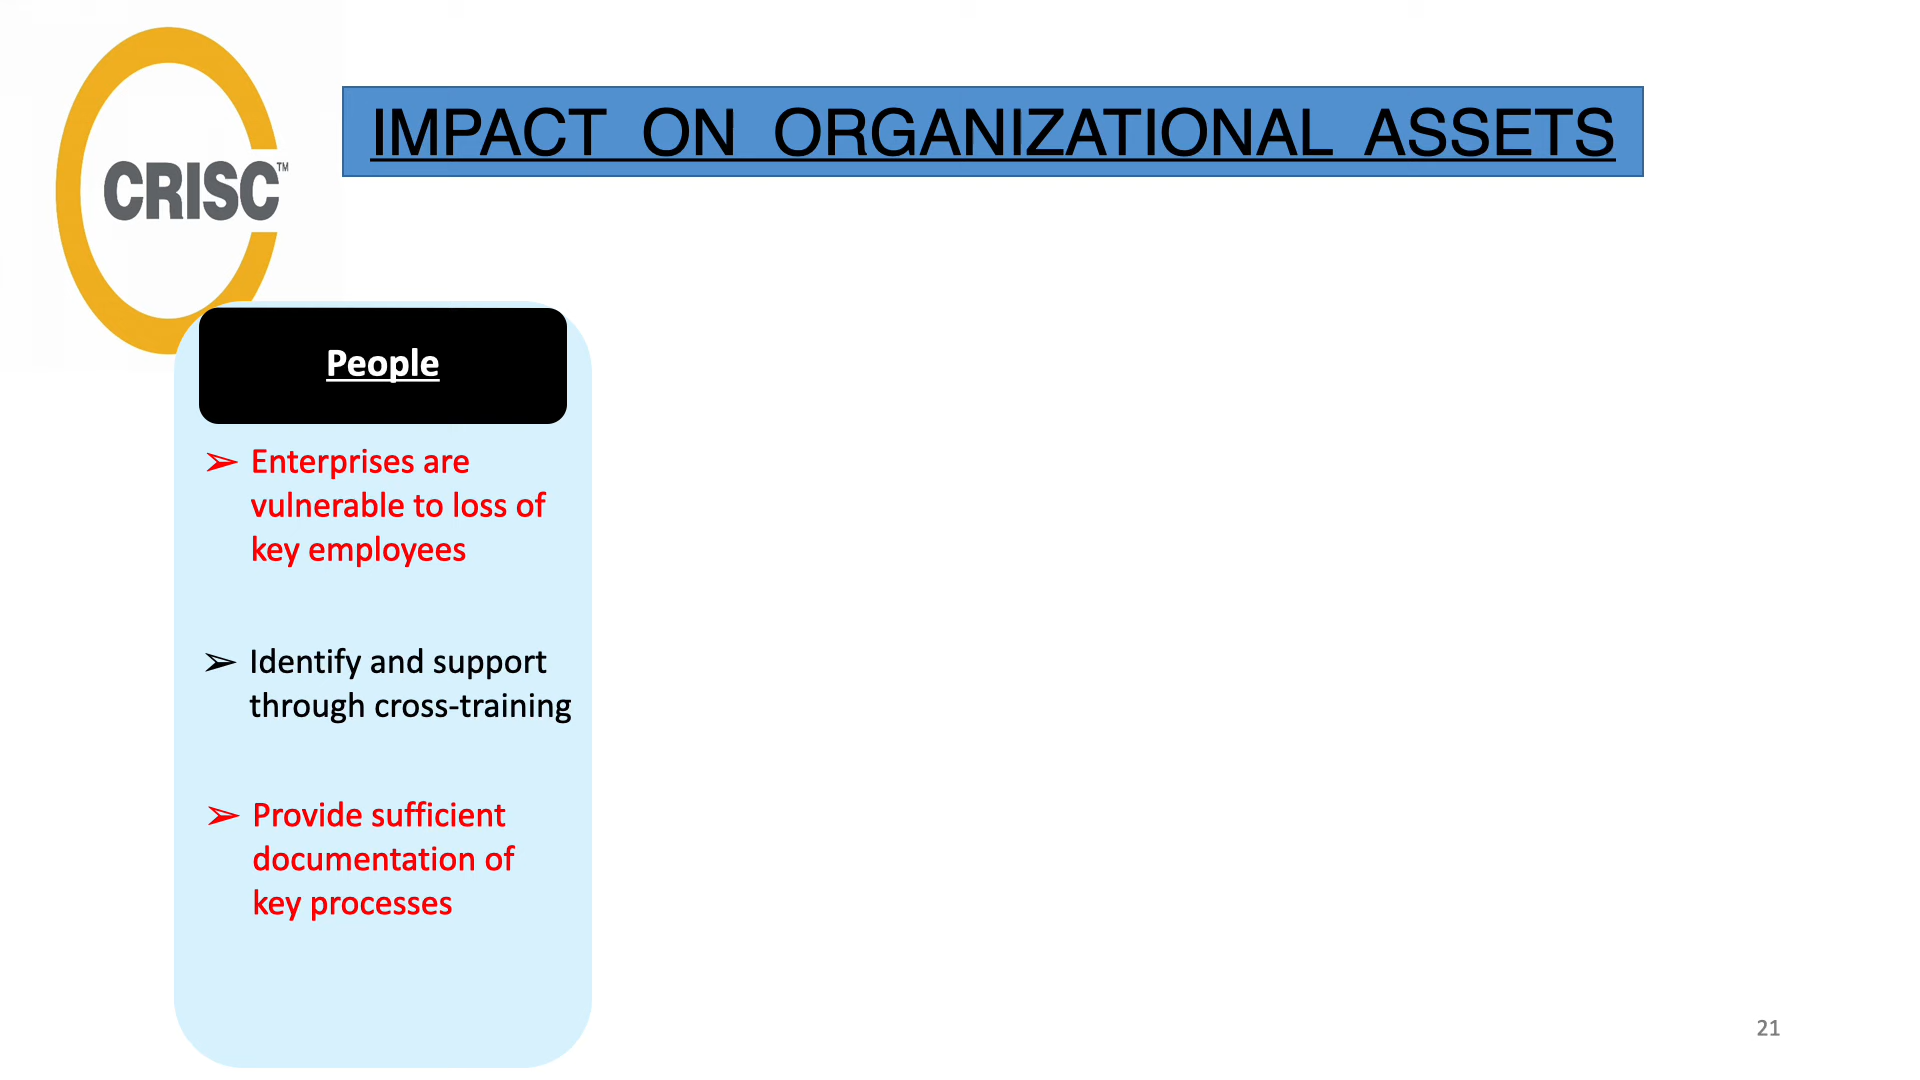 CRISC™
IMPACT ON ORGANIZATIONAL ASSETS
People
➢ Enterprises are
vulnerable to loss of
key employees
➢ Identify and support
through cross-training
➢ Provide sufficient
documentation of
key processes
21